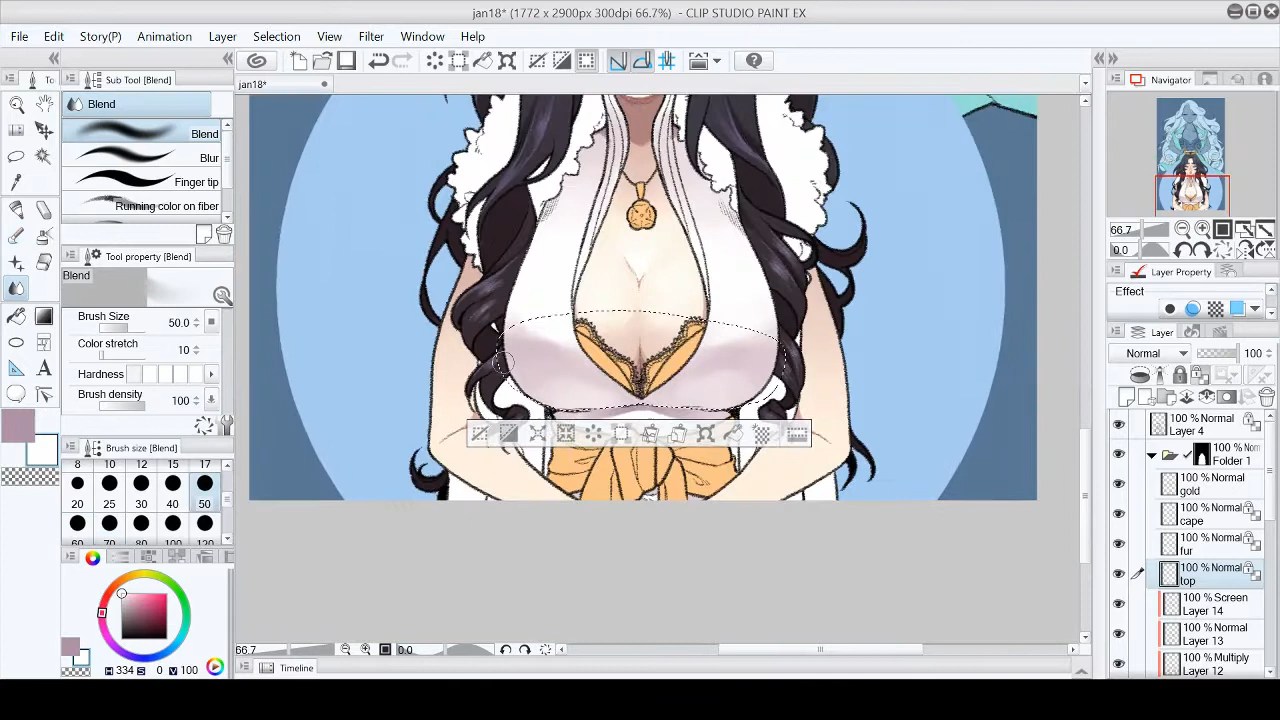 jan18* (1772 x 2900px 300dpi 66.7%)  - CLIP STUDIO PAINT EX
File Edit Story(P) Animation Layer Selection View Filter Window Help
To Sub Tool [Blend] jan18* Navigator
Blend
Blend
Blur
Finger tip
Running color on fiber
66.7
0.0
Tool property [Blend]
Blend
Layer Property
Effect
Brush Size 50.0
Color stretch 10
Hardness
Brush density 100
Layer
Normal 100
100 % Normal
Layer 4
100 % Norm
Folder 1
100 % Normal
gold
100 % Normal
cape
100 % Normal
fur
100 % Normal
top
100 % Screen
Layer 14
100 % Normal
Layer 13
100 % Multiply
Layer 12
Brush size [Blend]
8 10 12 15 17
20 25 30 40 50
60 70 80 100 120
66.7 0.0
Timeline
H 334 S 0 V 100